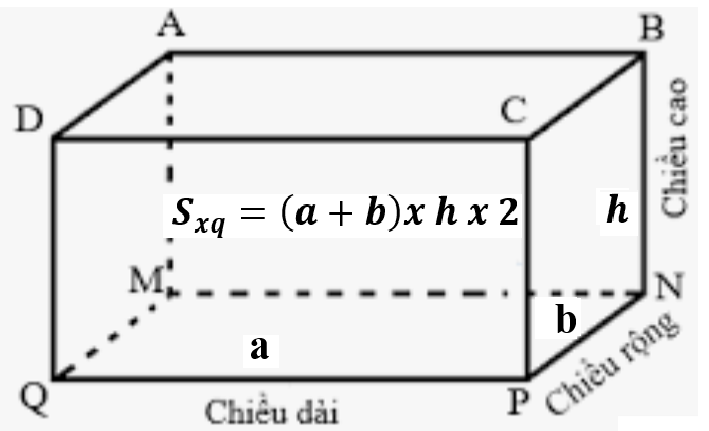 A
B
D
C
Chiều cao
S_xq = (a + b)x h x 2
h
M
N
b
a
Chiều rộng
Q
P
Chiều dài